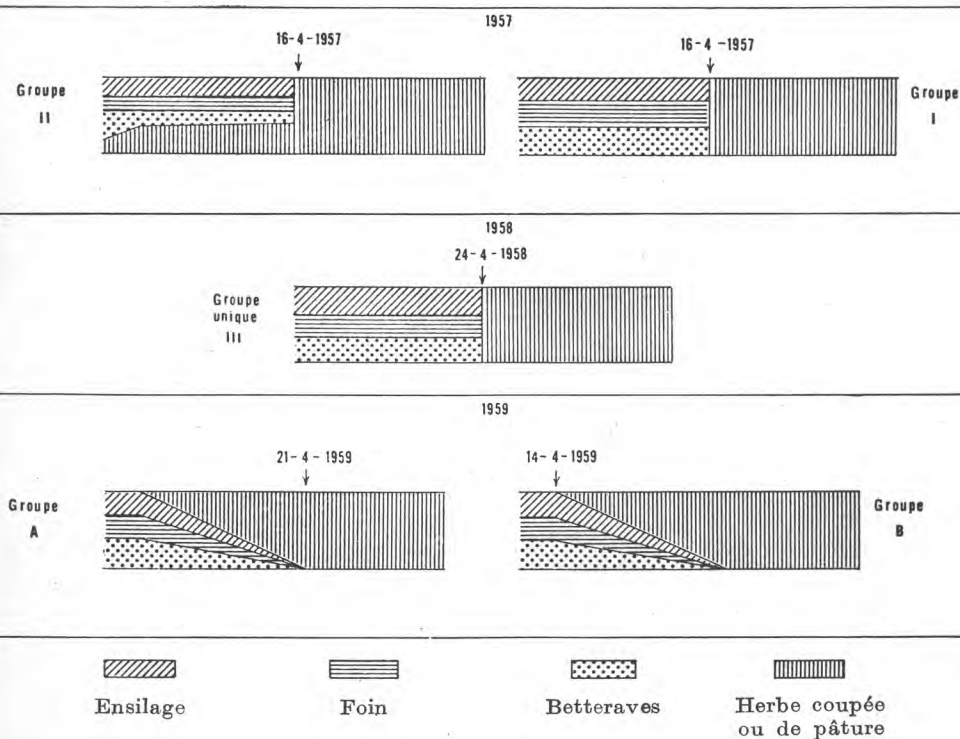 1957
16-4-1957
16-4-1957
Groupe
II
Groupe
I
1958
24-4-1958
Groupe
unique
III
1959
21-4-1959
14-4-1959
Groupe
A
Groupe
B
Ensilage
Foin
Betteraves
Herbe coupée
ou de pâture